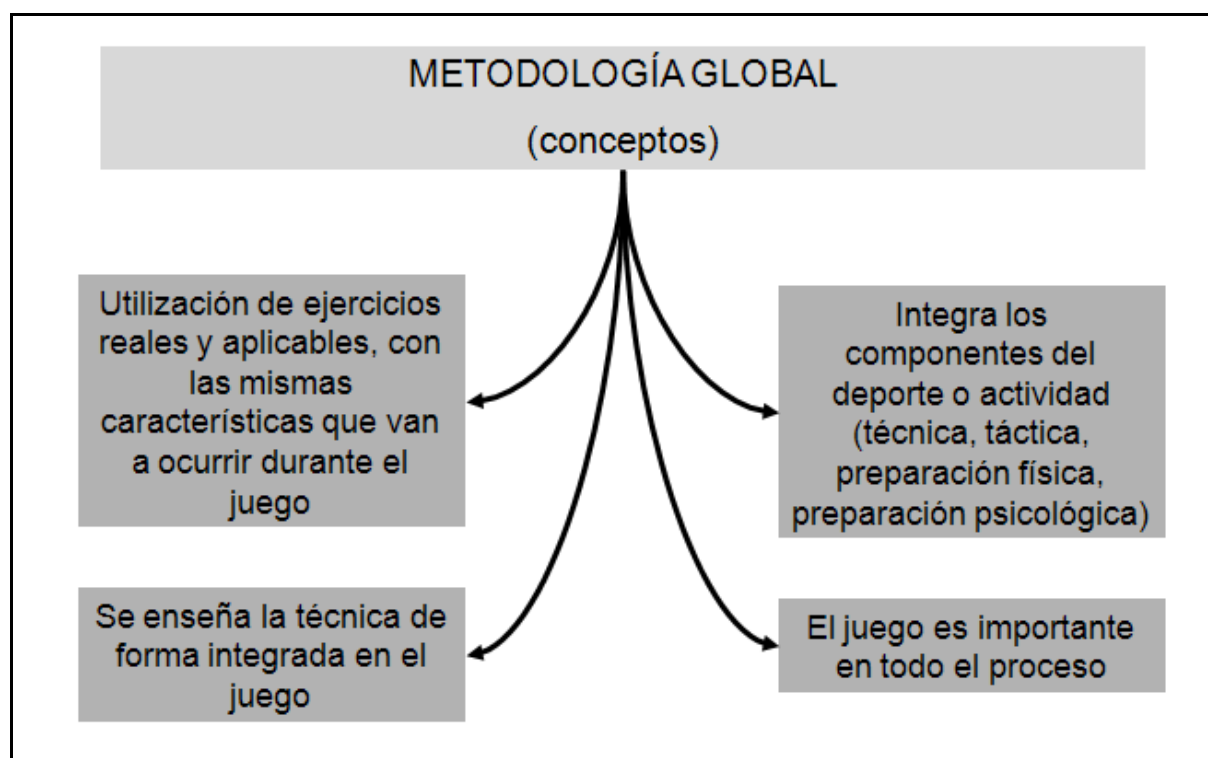 METODOLOGÍA GLOBAL
(conceptos)
Utilización de ejercicios
reales y aplicables, con
las mismas
características que van
a ocurrir durante el
juego
Integra los
componentes del
deporte o actividad
(técnica, táctica,
preparación física,
preparación psicológica)
Se enseña la técnica de
forma integrada en el
juego
El juego es importante
en todo el proceso